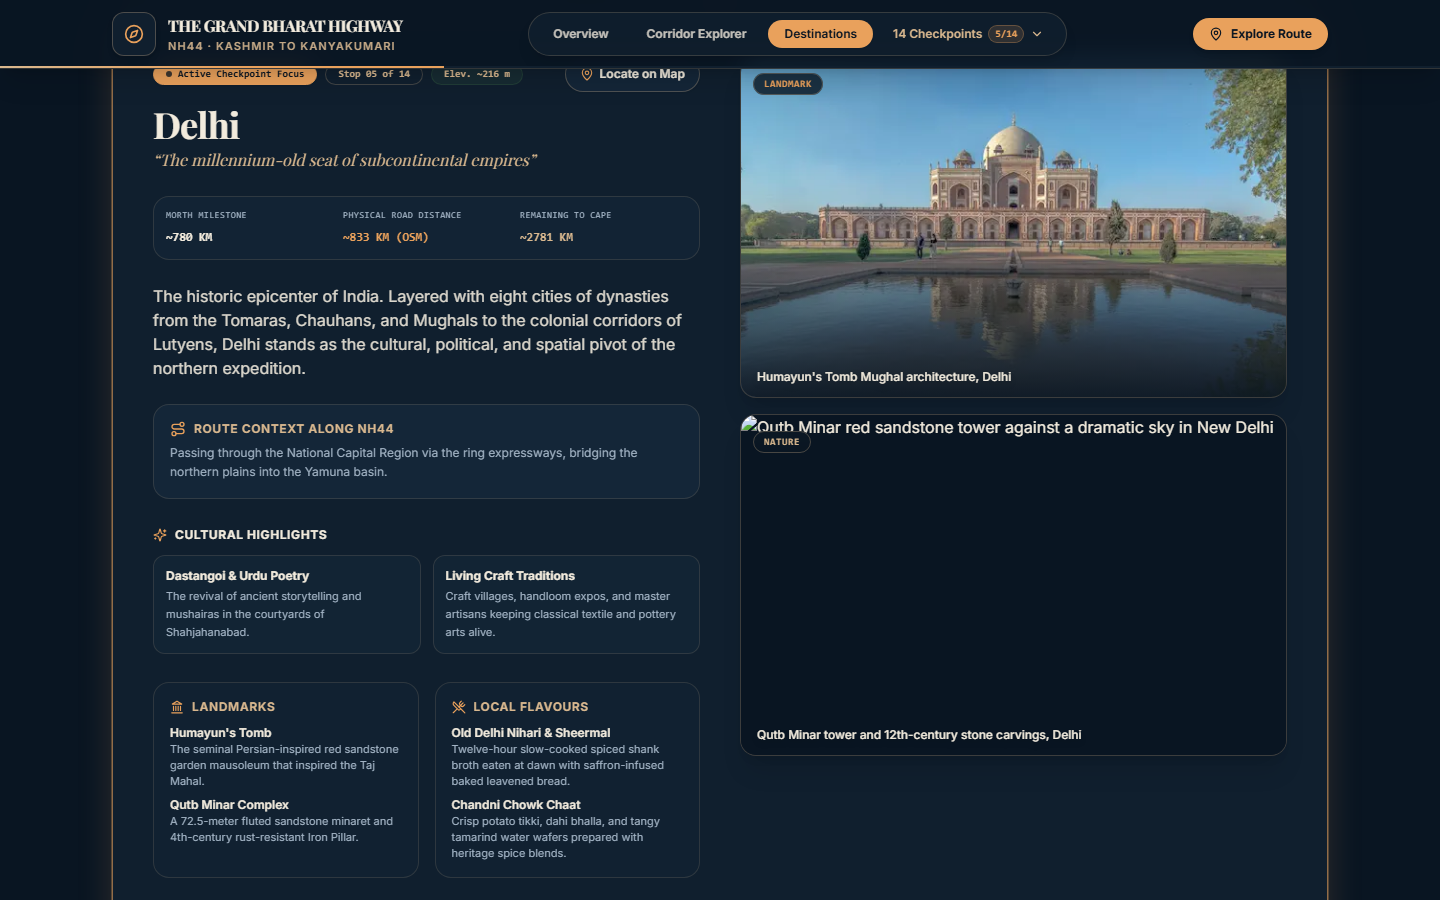 THE GRAND BHARAT HIGHWAY
NH44 · KASHMIR TO KANYAKUMARI
Overview
Corridor Explorer
Destinations
14 Checkpoints 5/14
Explore Route
Active Checkpoint Focus
Stop 05 of 14
Elev. ~216 m
Locate on Map
Delhi
“The millennium-old seat of subcontinental empires”
MORTH MILESTONE
~780 KM
PHYSICAL ROAD DISTANCE
~833 KM (OSM)
REMAINING TO CAPE
~2781 KM
The historic epicenter of India. Layered with eight cities of dynasties
from the Tomaras, Chauhans, and Mughals to the colonial corridors of
Lutyens, Delhi stands as the cultural, political, and spatial pivot of the
northern expedition.
ROUTE CONTEXT ALONG NH44
Passing through the National Capital Region via the ring expressways, bridging the
northern plains into the Yamuna basin.
CULTURAL HIGHLIGHTS
Dastangoi & Urdu Poetry
The revival of ancient storytelling and
mushairas in the courtyards of
Shahjahanabad.
Living Craft Traditions
Craft villages, handloom expos, and master
artisans keeping classical textile and pottery
arts alive.
LANDMARKS
Humayun's Tomb
The seminal Persian-inspired red sandstone
garden mausoleum that inspired the Taj
Mahal.
Qutb Minar Complex
A 72.5-meter fluted sandstone minaret and
4th-century rust-resistant Iron Pillar.
LOCAL FLAVOURS
Old Delhi Nihari & Sheermal
Twelve-hour slow-cooked spiced shank
broth eaten at dawn with saffron-infused
baked leavened bread.
Chandni Chowk Chaat
Crisp potato tikki, dahi bhalla, and tangy
tamarind water wafers prepared with
heritage spice blends.
LANDMARK
Humayun's Tomb Mughal architecture, Delhi
Qutb Minar red sandstone tower against a dramatic sky in New Delhi
NATURE
Qutb Minar tower and 12th-century stone carvings, Delhi